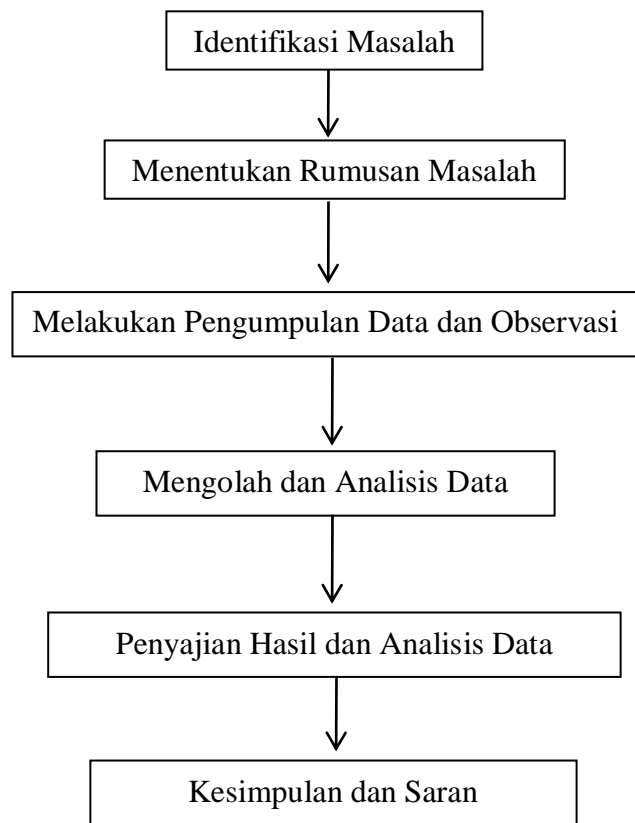 Identifikasi Masalah
Menentukan Rumusan Masalah
Melakukan Pengumpulan Data dan Observasi
Mengolah dan Analisis Data
Penyajian Hasil dan Analisis Data
Kesimpulan dan Saran